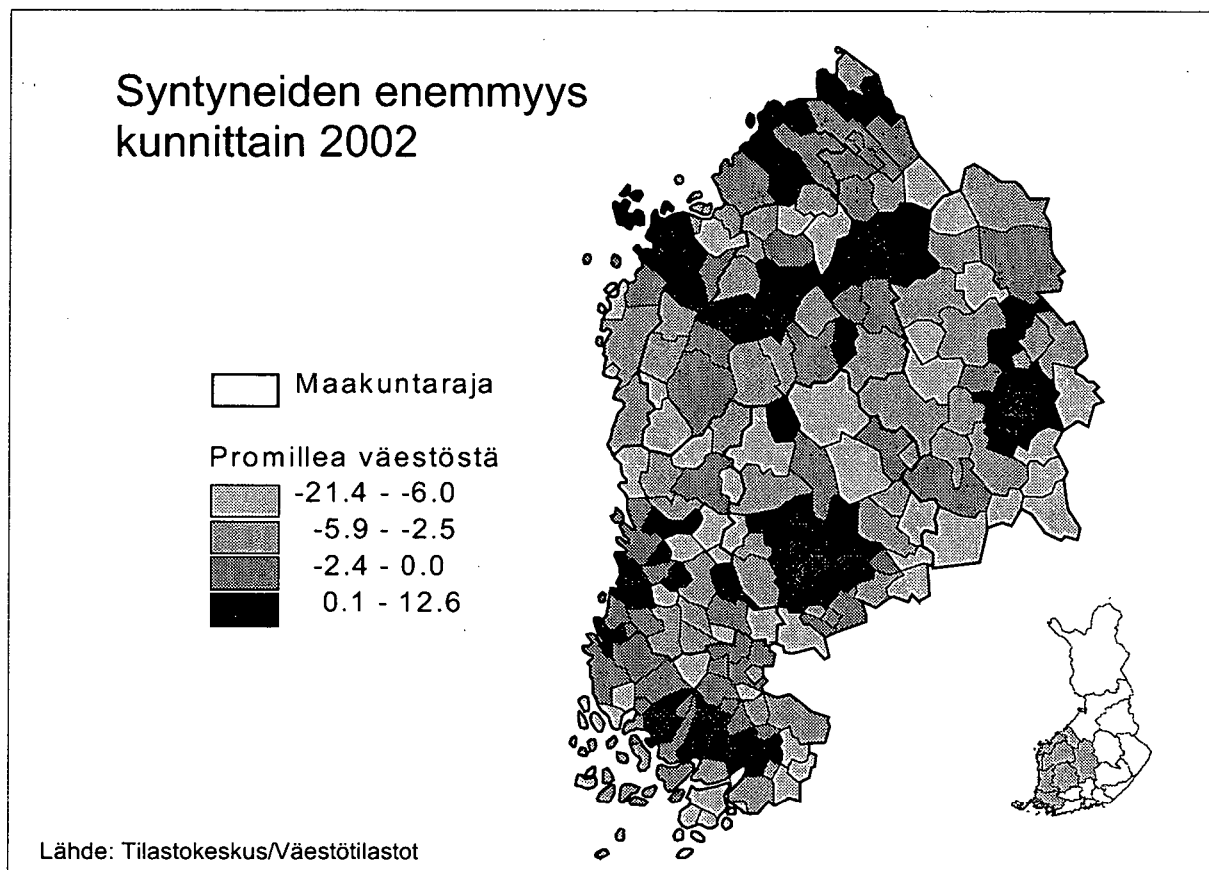 Syntyneiden enemmyys
kunnittain 2002
Maakuntaraja
Promillea väestöstä
-21.4 - -6.0
-5.9 - -2.5
-2.4 - 0.0
0.1 - 12.6
Lähde: Tilastokeskus/Väestötilastot